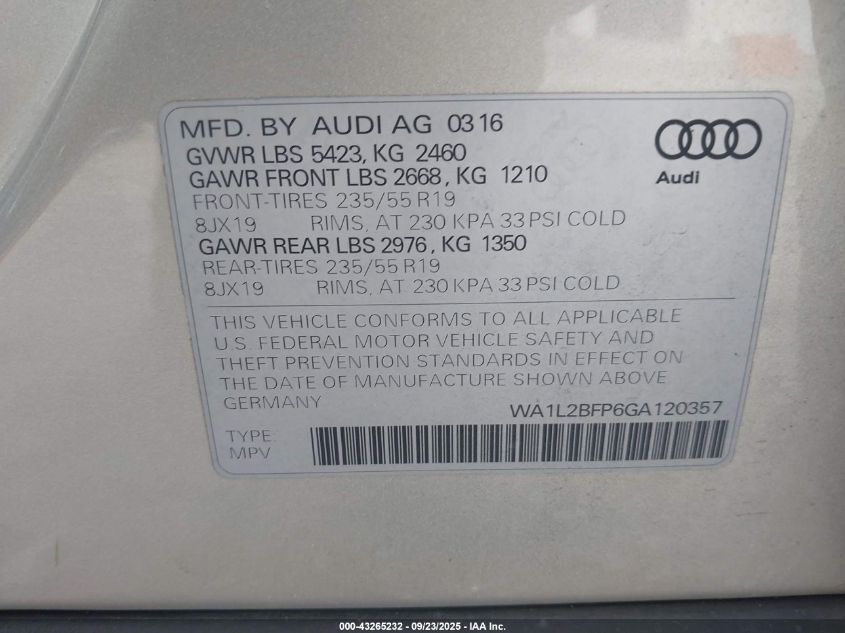 MFD. BY AUDI AG 0316
GVWR LBS 5423, KG 2460
GAWR FRONT LBS 2668, KG 1210
FRONT-TIRES 235/55 R19
8JX19 RIMS, AT 230 KPA 33 PSI COLD
GAWR REAR LBS 2976, KG 1350
REAR-TIRES 235/55 R19
8JX19 RIMS, AT 230 KPA 33 PSI COLD
Audi
THIS VEHICLE CONFORMS TO ALL APPLICABLE
U.S. FEDERAL MOTOR VEHICLE SAFETY AND
THEFT PREVENTION STANDARDS IN EFFECT ON
THE DATE OF MANUFACTURE SHOWN ABOVE
GERMANY
WA1L2BFP6GA120357
TYPE:
MPV
000-43265232 - 09/23/2025 - IAA Inc.